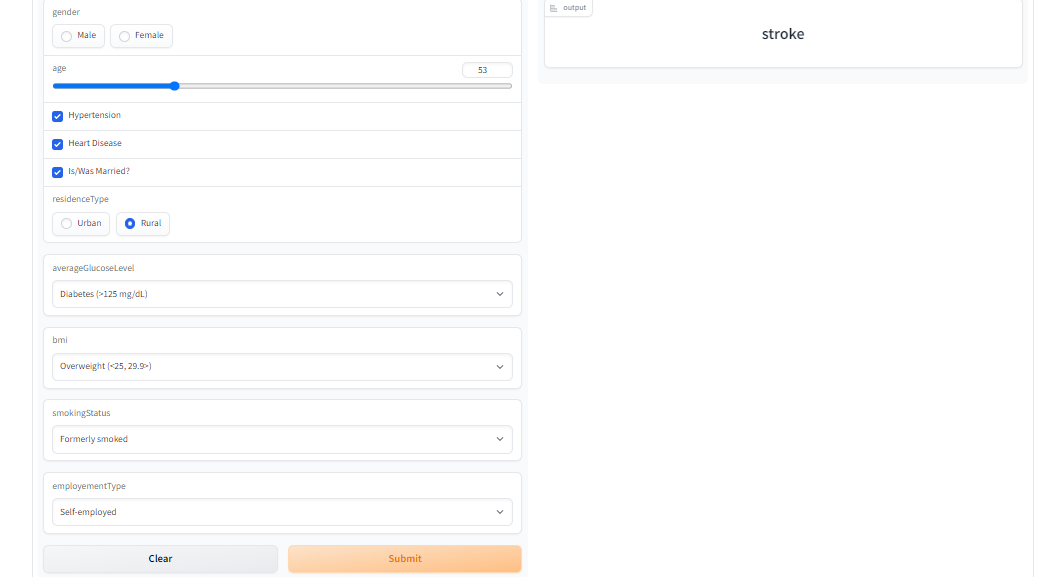 gender
Male Female
age
53
Hypertension
Heart Disease
Is/Was Married?
residenceType
Urban Rural
averageGlucoseLevel
Diabetes (>125 mg/dL)
bmi
Overweight (<25, 29.9>)
smokingStatus
Formerly smoked
employementType
Self-employed
Clear Submit
output
stroke